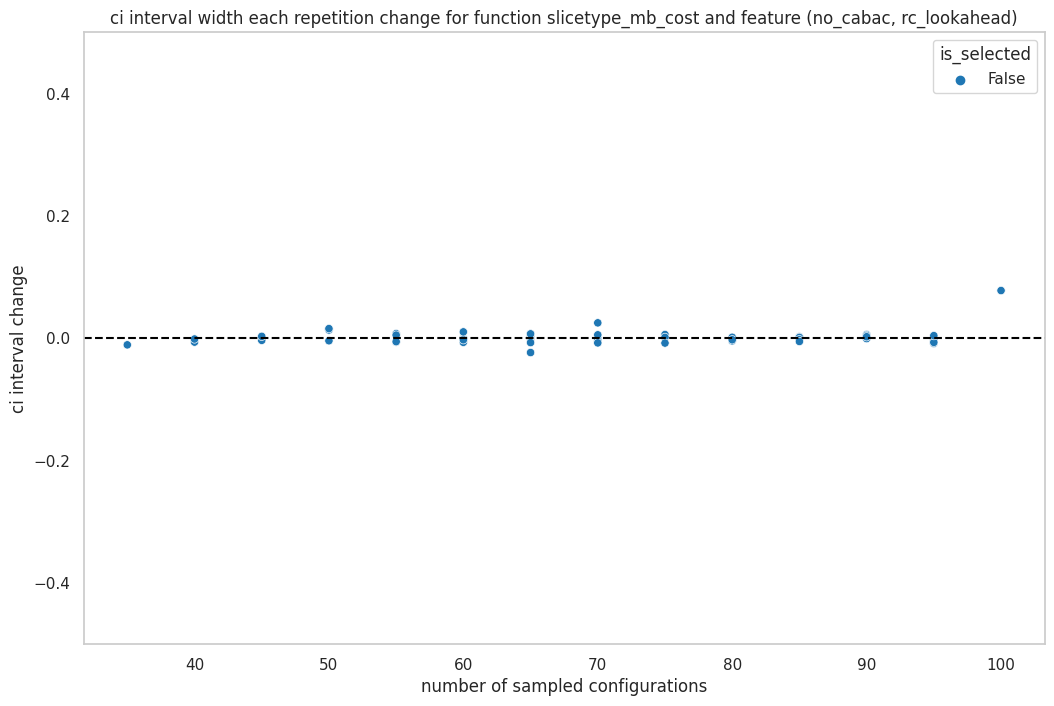 ci interval width each repetition change for function slicetype_mb_cost and feature (no_cabac, rc_lookahead)
is_selected
False
0.4
0.2
0.0
−0.2
−0.4
ci interval change
40 50 60 70 80 90 100
number of sampled configurations